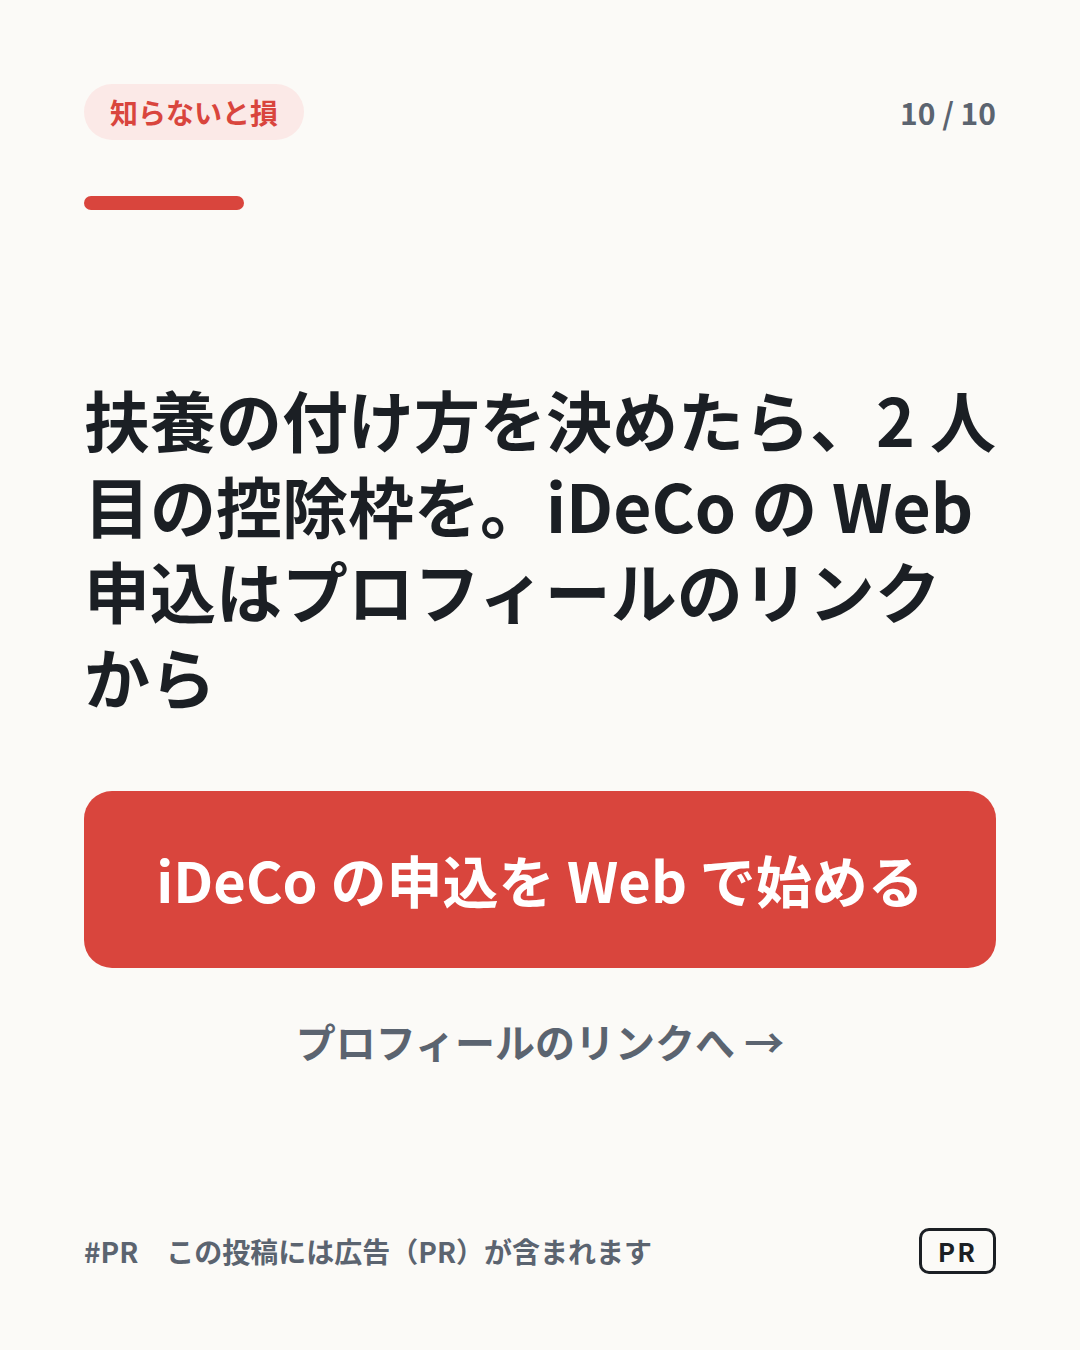 知らないと損
10 / 10
扶養の付け方を決めたら、2 人
目の控除枠を。iDeCo の Web
申込はプロフィールのリンク
から
iDeCo の申込を Web で始める
プロフィールのリンクへ →
#PR この投稿には広告（PR）が含まれます
PR